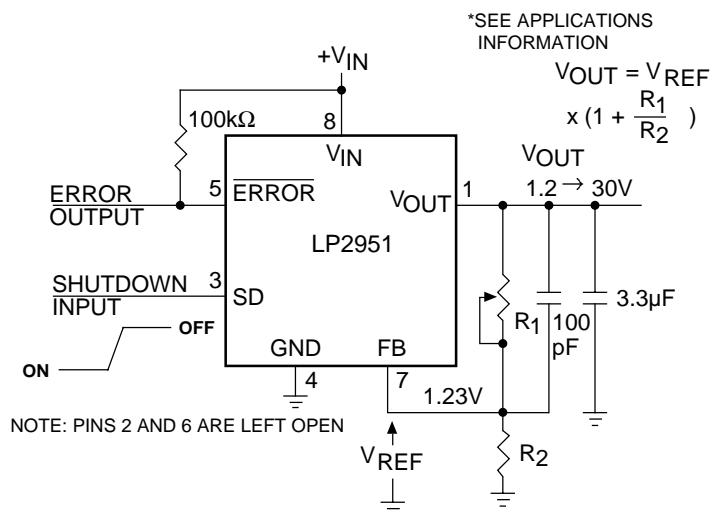 *SEE APPLICATIONS
INFORMATION
+VIN
VOUT = VREF
x (1 + R1/R2 )
100kΩ
8
VIN
VOUT
1.2 → 30V
ERROR
OUTPUT
5
ERROR
VOUT
1
LP2951
SHUTDOWN
INPUT
3
SD
R1
100
pF
3.3µF
OFF
ON
GND
FB
4
7
1.23V
NOTE: PINS 2 AND 6 ARE LEFT OPEN
VREF
R2